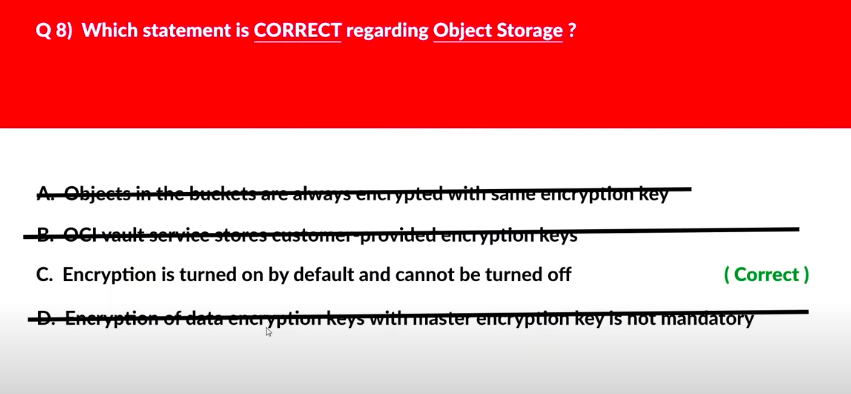 Q 8) Which statement is CORRECT regarding Object Storage ?
A. Objects in the buckets are always encrypted with same encryption key
B. OCI vault service stores customer-provided encryption keys
C. Encryption is turned on by default and cannot be turned off ( Correct )
D. Encryption of data encryption keys with master encryption key is not mandatory